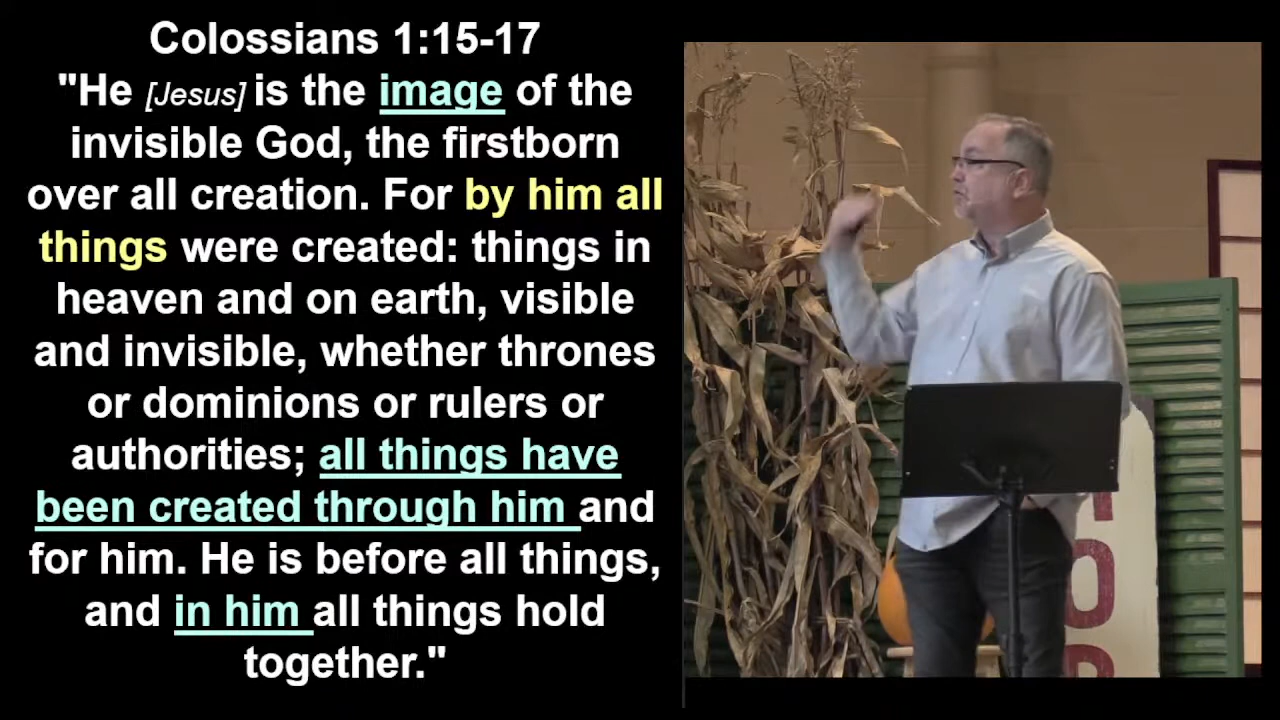 Colossians 1:15-17
"He [Jesus] is the image of the
invisible God, the firstborn
over all creation. For by him all
things were created: things in
heaven and on earth, visible
and invisible, whether thrones
or dominions or rulers or
authorities; all things have
been created through him and
for him. He is before all things,
and in him all things hold
together."